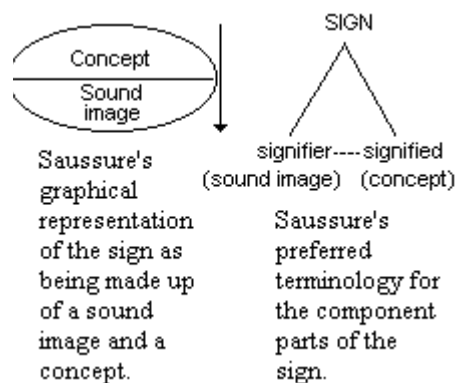 Concept
Sound
image
Saussure's
graphical
representation
of the sign as
being made up
of a sound
image and a
concept.
SIGN
signifier----signified
(sound image) (concept)
Saussure's
preferred
terminology for
the component
parts of the
sign.